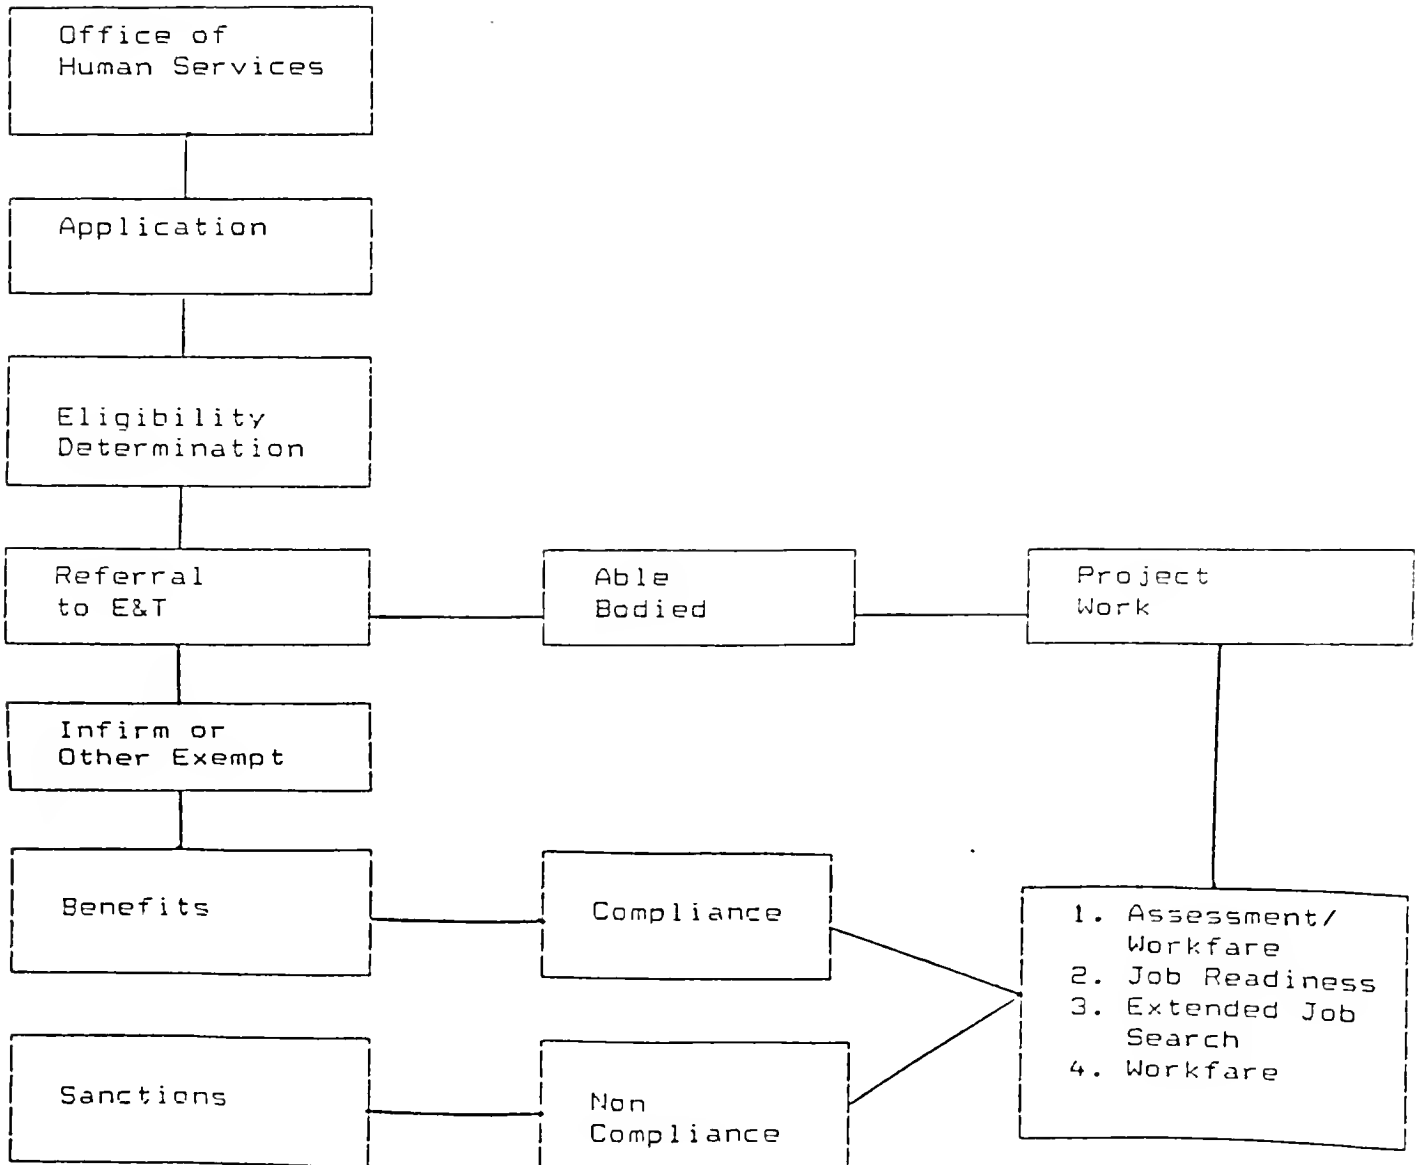 Office of
Human Services
Application
Eligibility
Determination
Referral
to E&T
Able
Bodied
Project
Work
Infirm or
Other Exempt
Benefits
Compliance
1. Assessment/
Workfare
2. Job Readiness
3. Extended Job
Search
4. Workfare
Sanctions
Non
Compliance